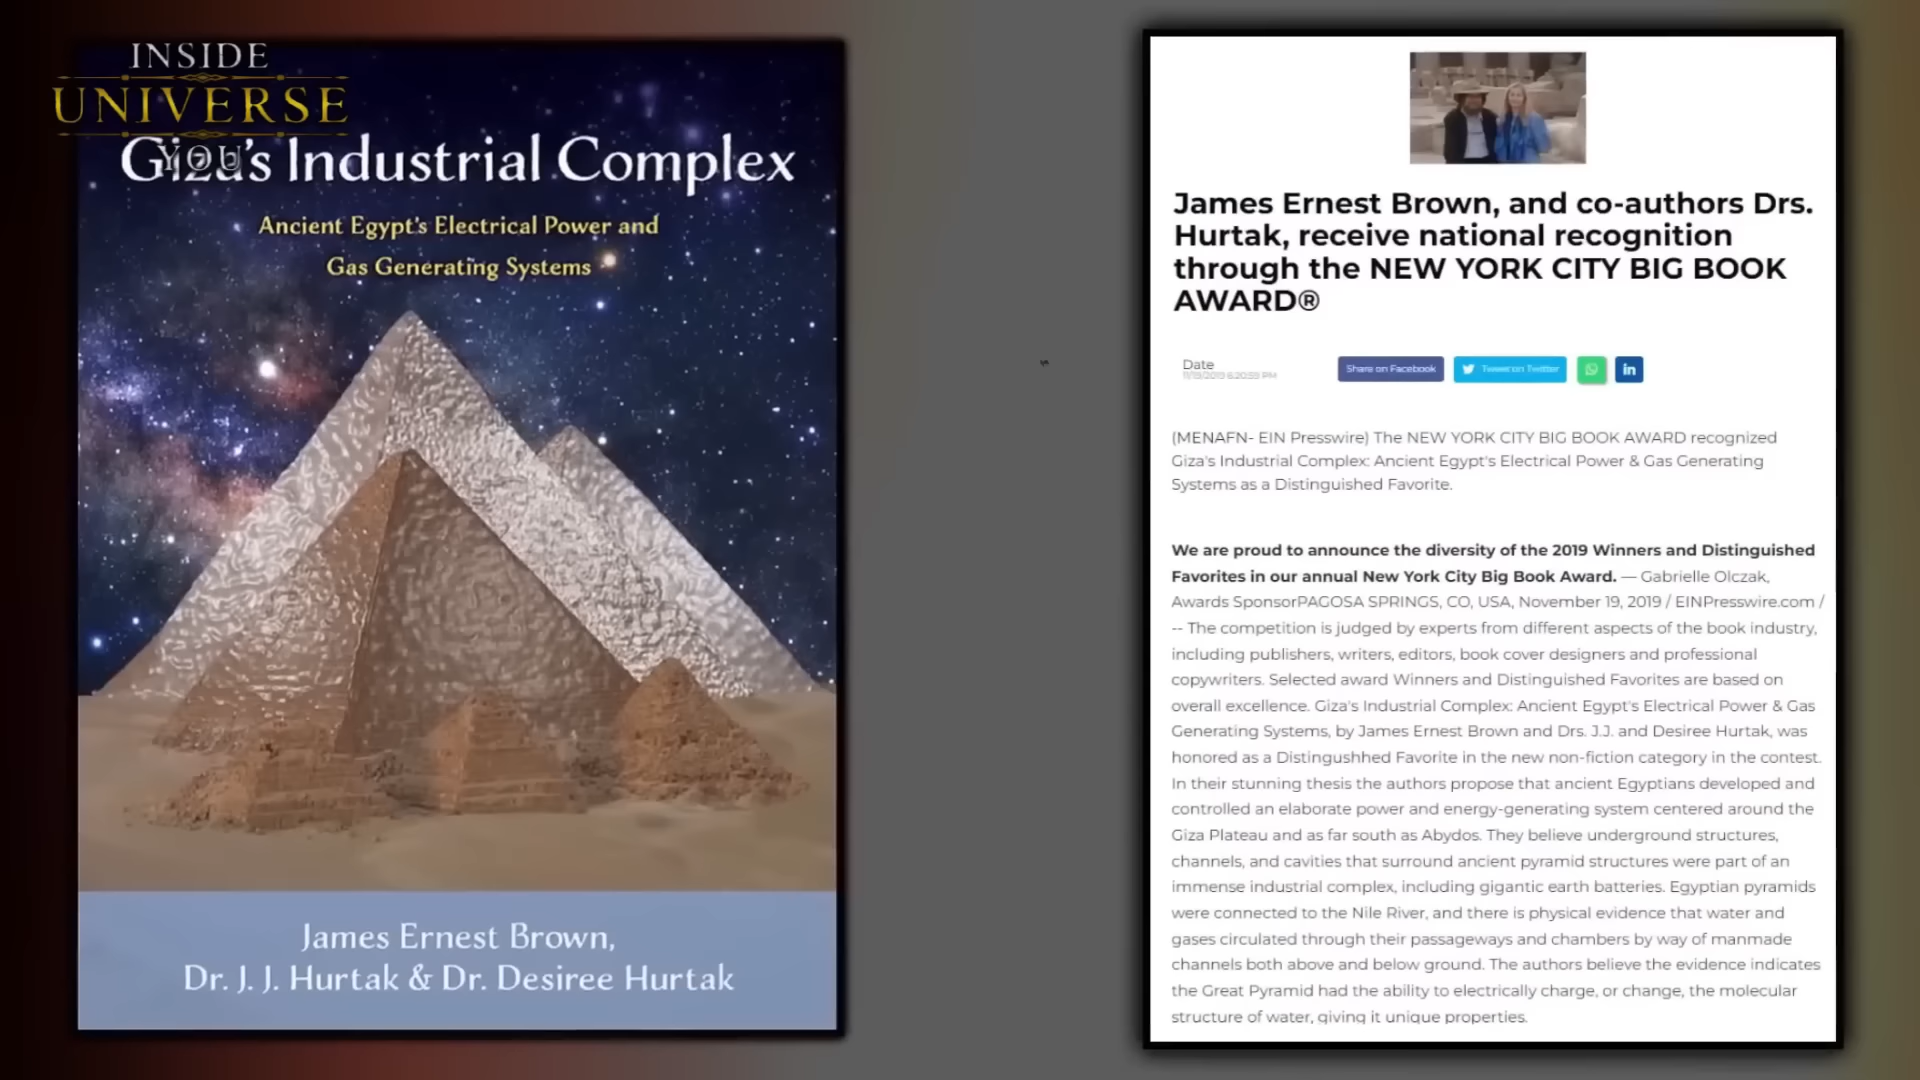 INSIDE
UNIVERSE
YOU
Giza's Industrial Complex
Ancient Egypt's Electrical Power and
Gas Generating Systems
James Ernest Brown,
Dr. J. J. Hurtak & Dr. Desiree Hurtak
James Ernest Brown, and co-authors Drs.
Hurtak, receive national recognition
through the NEW YORK CITY BIG BOOK
AWARD®
Date
11/19/2019 6:20:59 PM
Share on Facebook
Tweet on Twitter
in
(MENAFN- EIN Presswire) The NEW YORK CITY BIG BOOK AWARD recognized
Giza's Industrial Complex: Ancient Egypt's Electrical Power & Gas Generating
Systems as a Distinguished Favorite.
We are proud to announce the diversity of the 2019 Winners and Distinguished
Favorites in our annual New York City Big Book Award. — Gabrielle Olczak,
Awards SponsorPAGOSA SPRINGS, CO, USA, November 19, 2019 / EINPresswire.com /
-- The competition is judged by experts from different aspects of the book industry,
including publishers, writers, editors, book cover designers and professional
copywriters. Selected award Winners and Distinguished Favorites are based on
overall excellence. Giza's Industrial Complex: Ancient Egypt's Electrical Power & Gas
Generating Systems, by James Ernest Brown and Drs. J.J. and Desiree Hurtak, was
honored as a Distingushhed Favorite in the new non-fiction category in the contest.
In their stunning thesis the authors propose that ancient Egyptians developed and
controlled an elaborate power and energy-generating system centered around the
Giza Plateau and as far south as Abydos. They believe underground structures,
channels, and cavities that surround ancient pyramid structures were part of an
immense industrial complex, including gigantic earth batteries. Egyptian pyramids
were connected to the Nile River, and there is physical evidence that water and
gases circulated through their passageways and chambers by way of manmade
channels both above and below ground. The authors believe the evidence indicates
the Great Pyramid had the ability to electrically charge, or change, the molecular
structure of water, giving it unique properties.